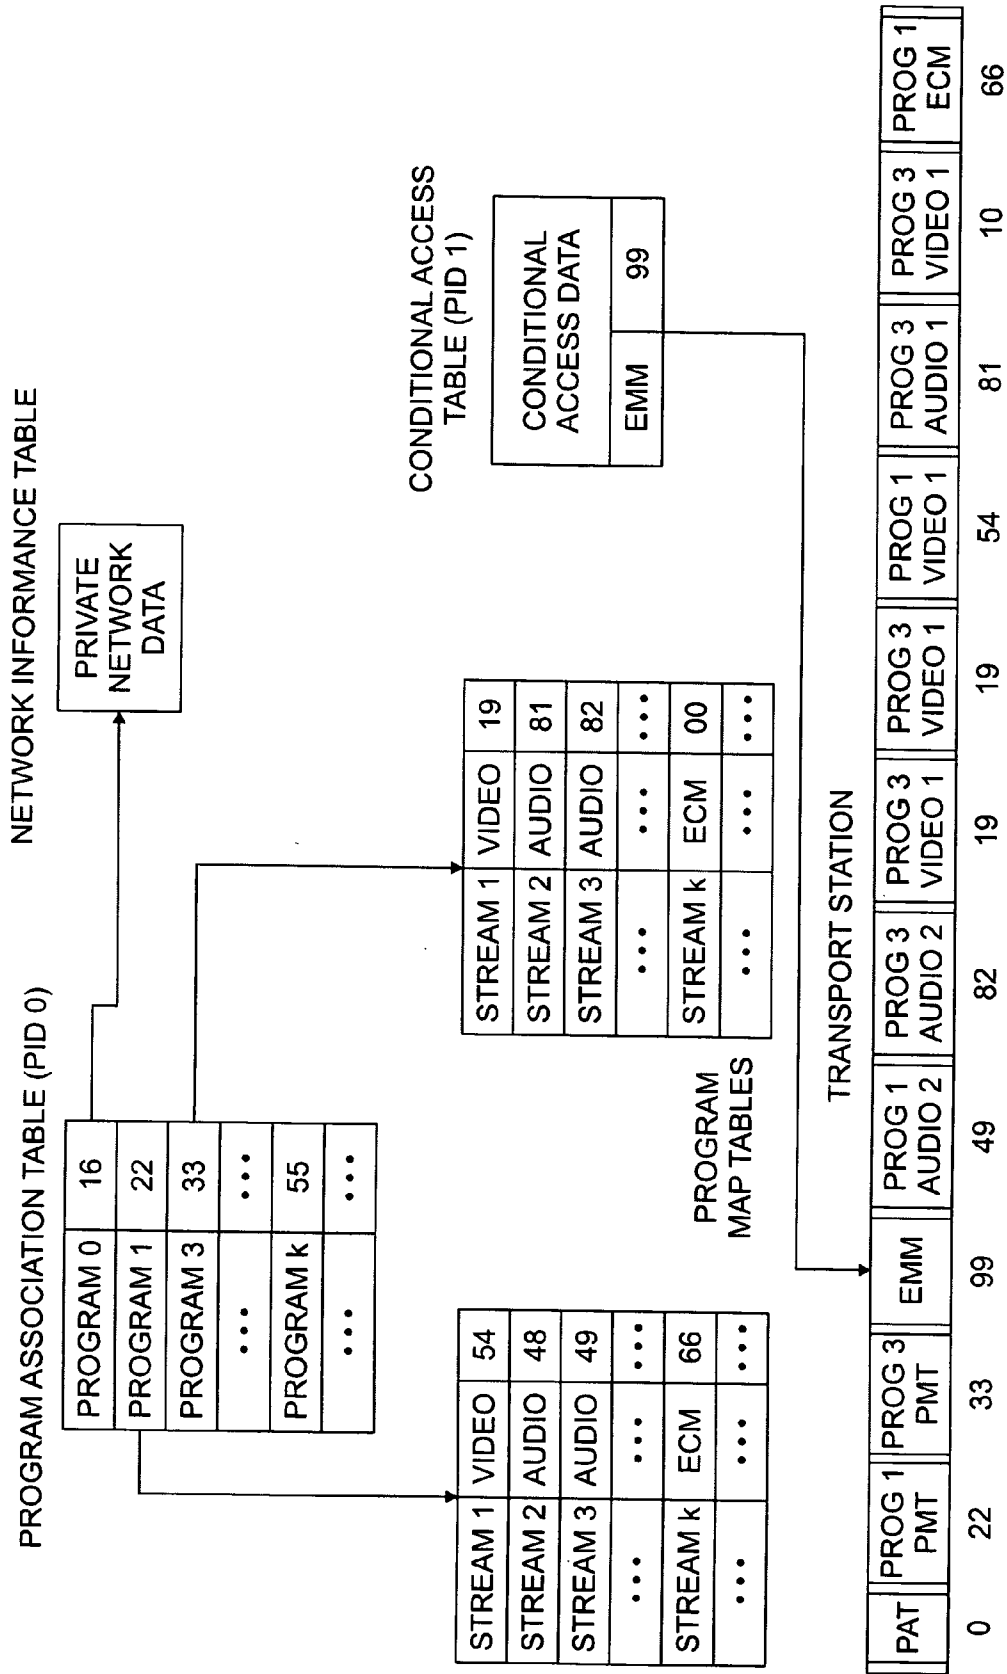 PROGRAM ASSOCIATION TABLE (PID 0)
PROGRAM 0 16
PROGRAM 1 22
PROGRAM 3 33
••• •••
PROGRAM k 55
••• •••
NETWORK INFORMANCE TABLE
PRIVATE
NETWORK
DATA
STREAM 1 VIDEO 54
STREAM 2 AUDIO 48
STREAM 3 AUDIO 49
••• ••• •••
STREAM k ECM 66
••• ••• •••
PROGRAM
MAP TABLES
STREAM 1 VIDEO 19
STREAM 2 AUDIO 81
STREAM 3 AUDIO 82
••• ••• •••
STREAM k ECM 00
••• ••• •••
CONDITIONAL ACCESS
TABLE (PID 1)
CONDITIONAL
ACCESS DATA
EMM 99
TRANSPORT STATION
PAT
PROG 1
PMT
PROG 3
PMT
EMM
PROG 1
AUDIO 2
PROG 3
AUDIO 2
PROG 3
VIDEO 1
PROG 3
VIDEO 1
PROG 1
VIDEO 1
PROG 3
AUDIO 1
PROG 3
VIDEO 1
PROG 1
ECM
0 22 33 99 49 82 19 19 54 81 10 66